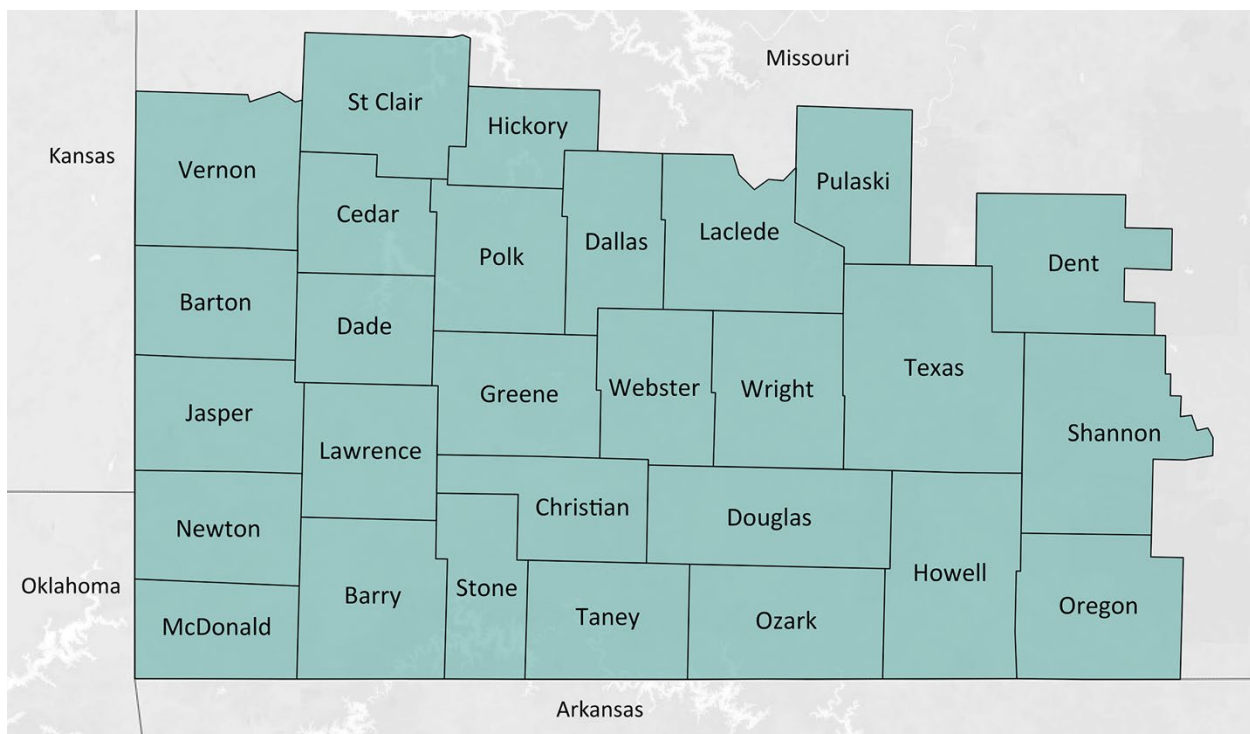 Missouri
St Clair
Hickory
Kansas
Vernon
Pulaski
Cedar
Laclede
Dallas
Polk
Dent
Barton
Dade
Texas
Webster
Wright
Greene
Jasper
Shannon
Lawrence
Christian
Douglas
Newton
Howell
Oklahoma
Stone
Barry
Oregon
Taney
Ozark
McDonald
Arkansas